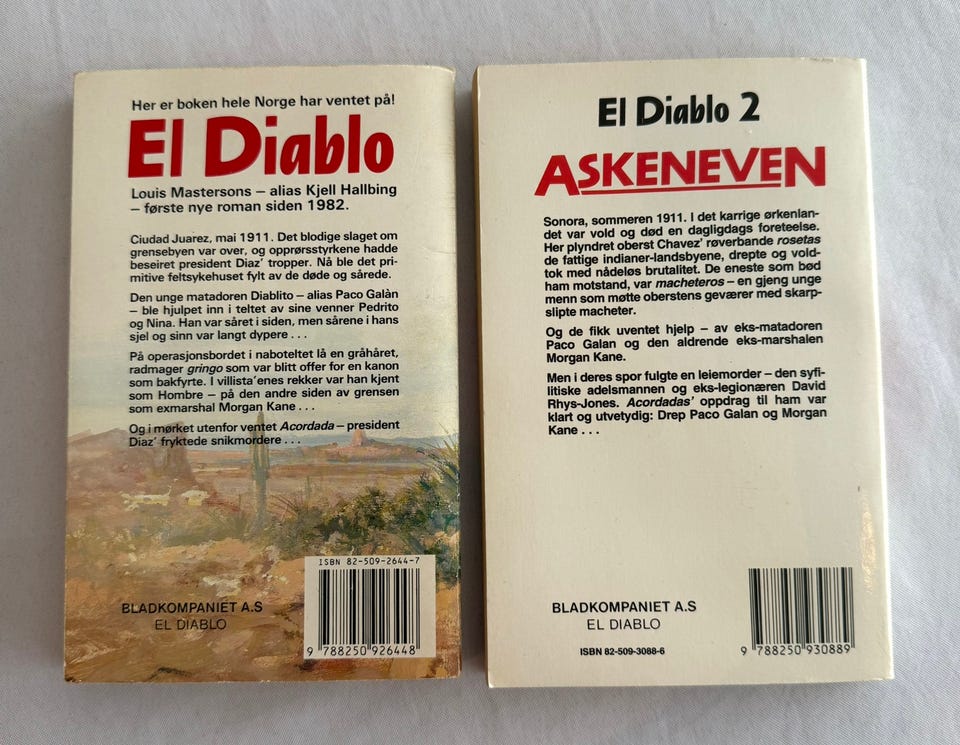 Her er boken hele Norge har ventet på!
El Diablo
Louis Mastersons – alias Kjell Hallbing
– første nye roman siden 1982.
Ciudad Juarez, mai 1911. Det blodige slaget om
grensebyen var over, og opprørsstyrkene hadde
beseiret president Diaz’ tropper. Nå ble det pri-
mitive feltsykehuset fylt av de døde og sårede.
Den unge matadoren Diablito – alias Paco Galàn
– ble hjulpet inn i teltet av sine venner Pedrito
og Nina. Han var såret i siden, men sårene i hans
sjel og sinn var langt dypere . . .
På operasjonsbordet i naboteltet lå en gråhåret,
radmager gringo som var blitt offer for en kanon
som bakfyrte. I villista’enes rekker var han kjent
som Hombre – på den andre siden av grensen
som exmarshal Morgan Kane . . .
Og i mørket utenfor ventet Acordada – president
Diaz’ fryktede snikmordere . . .
ISBN 82-509-2644-7
BLADKOMPANIET A.S
EL DIABLO
9 788250 926448
El Diablo 2
ASKENEVEN
Sonora, sommeren 1911. I det karrige ørkenlan-
det var vold og død en dagligdags foreteelse.
Her plyndret oberst Chavez’ røverbande rosetas
de fattige indianer-landsbyene, drepte og vold-
tok med nådeløs brutalitet. De eneste som bød
ham motstand, var macheteros – en gjeng unge
menn som møtte oberstens geværer med skarp-
slipte macheter.
Og de fikk uventet hjelp – av eks-matadoren
Paco Galan og den aldrende eks-marshalen
Morgan Kane.
Men i deres spor fulgte en leiemorder – den syfi-
litiske adelsmannen og eks-legionæren David
Rhys-Jones. Acordadas’ oppdrag til ham var
klart og utvetydig: Drep Paco Galan og Morgan
Kane . . .
BLADKOMPANIET A.S
EL DIABLO
ISBN 82-509-3088-6
9 788250 930889